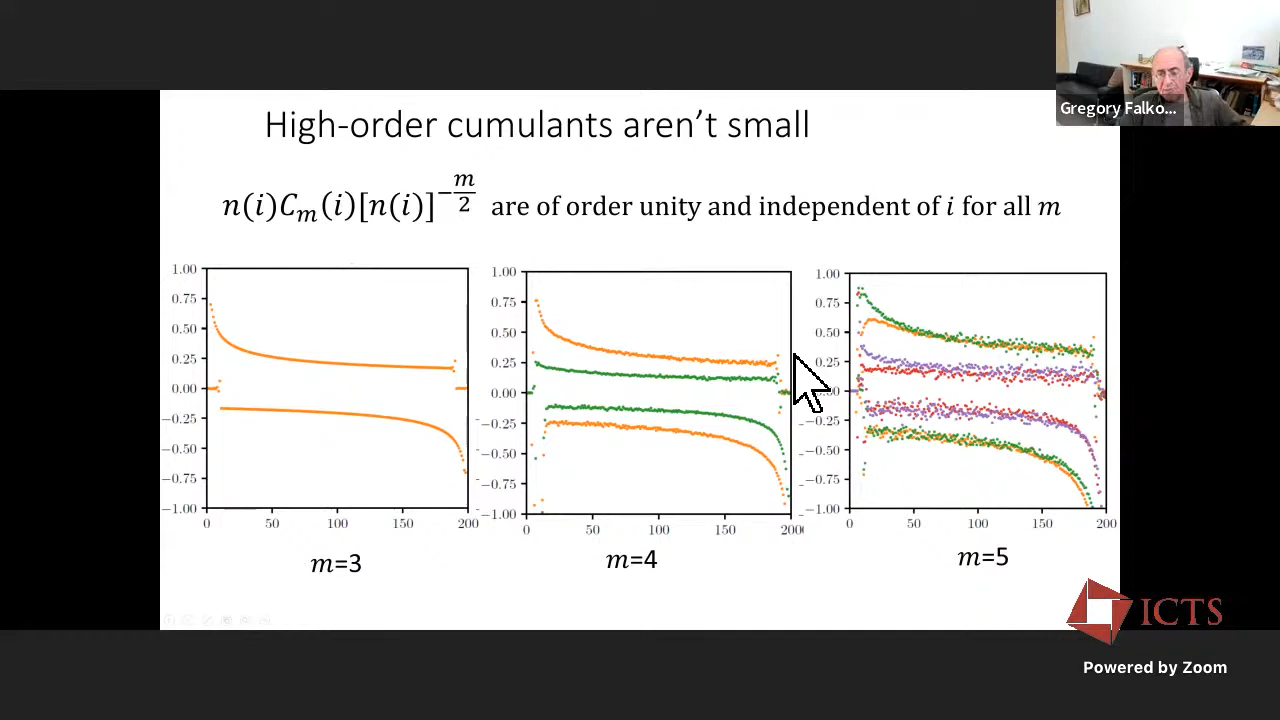 Gregory Falko...
High-order cumulants aren't small
n(i)C_m(i)[n(i)]^{-\frac{m}{2}} are of order unity and independent of i for all m
1.00 1.00 1.00
0.75 0.75 0.75
0.50 0.50 0.50
0.25 0.25 0.25
0.00 0.00 0.00
−0.25 −0.25 −0.25
−0.50 −0.50 −0.50
−0.75 −0.75 −0.75
−1.00 −1.00 −1.00
0 50 100 150 200 0 50 100 150 200 0 50 100 150 200
m=3 m=4 m=5
ICTS
Powered by Zoom